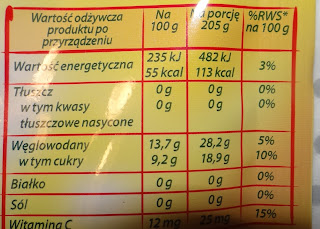 Wartość odżywcza Na Na porcję %RWS*
produktu po 100 g 205 g na 100 g
przyrządzeniu
235 kJ 482 kJ
Wartość energetyczna 55 kcal 113 kcal 3%
Tłuszcz 0 g 0 g 0%
w tym kwasy 0 g 0 g 0%
tłuszczowe nasycone
Węglowodany 13,7 g 28,2 g 5%
w tym cukry 9,2 g 18,9 g 10%
Białko 0 g 0 g 0%
Sól 0 g 0 g 0%
Witamina C 12 mg 25 mg 15%